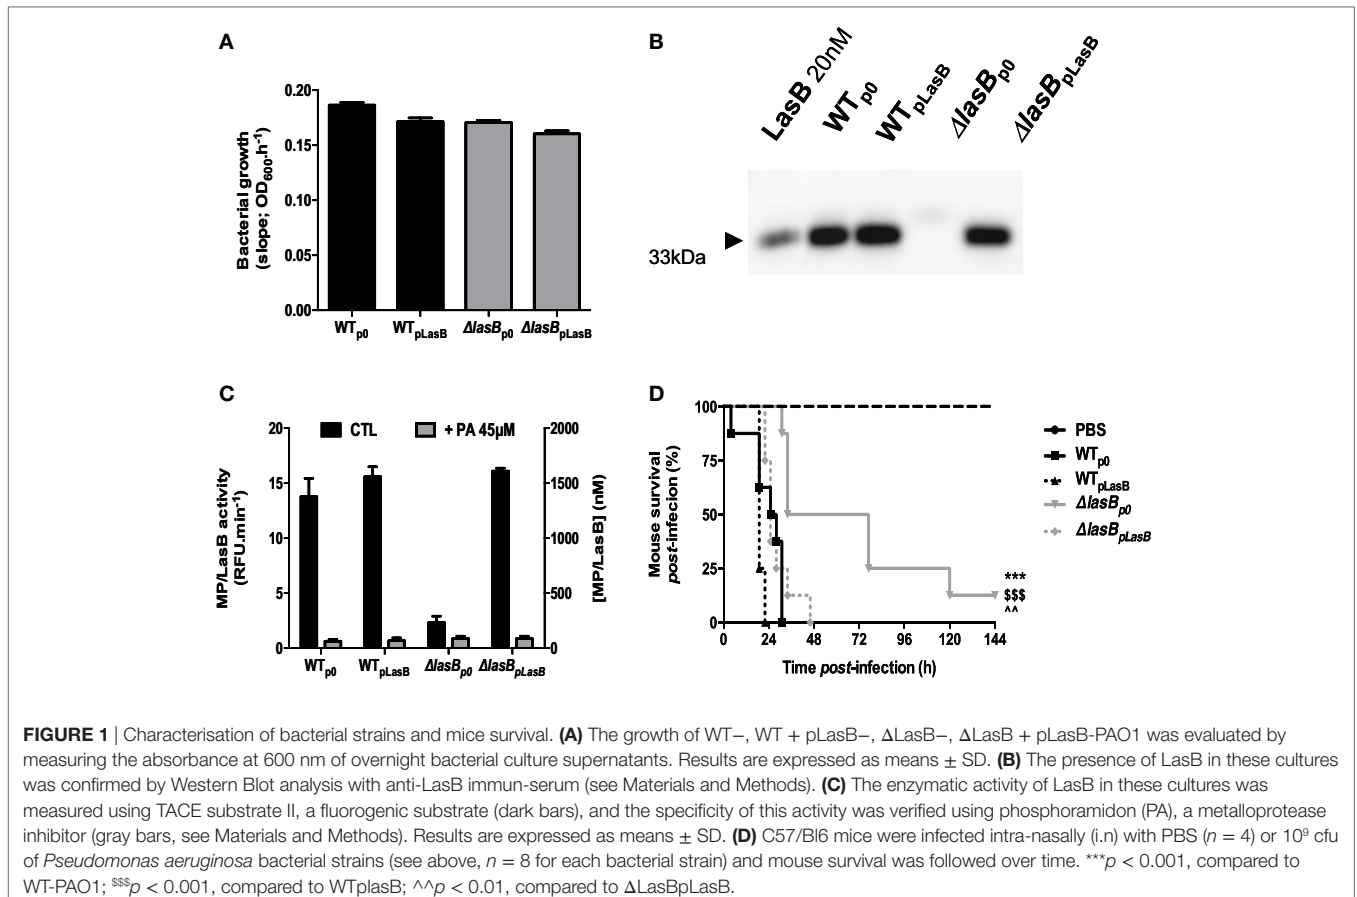 A
0.20
0.15
0.10
0.05
0.00
Bacterial growth
(slope; OD600.h-1)
WTp0
WTpLasB
ΔlasBp0
ΔlasBpLasB
B
LasB 20nM
WTp0
WTpLasB
ΔlasBp0
ΔlasBpLasB
33kDa
C
CTL
+ PA 45µM
20
15
10
5
0
MP/LasB activity
(RFU.min-1)
2000
1500
1000
500
0
[MP/LasB] (nM)
WTp0
WTpLasB
ΔlasBp0
ΔlasBpLasB
D
100
75
50
25
0
Mouse survival
post-infecion (%)
0 24 48 72 96 120 144
Time post-infection (h)
***
$$$
^^
PBS
WTp0
WTpLasB
ΔlasBp0
ΔlasBpLasB
FIGURE 1 | Characterisation of bacterial strains and mice survival. (A) The growth of WT−, WT + pLasB−, ΔLasB−, ΔLasB + pLasB-PAO1 was evaluated by
measuring the absorbance at 600 nm of overnight bacterial culture supernatants. Results are expressed as means ± SD. (B) The presence of LasB in these cultures
was confirmed by Western Blot analysis with anti-LasB immun-serum (see Materials and Methods). (C) The enzymatic activity of LasB in these cultures was
measured using TACE substrate II, a fluorogenic substrate (dark bars), and the specificity of this activity was verified using phosphoramidon (PA), a metalloprotease
inhibitor (gray bars, see Materials and Methods). Results are expressed as means ± SD. (D) C57/Bl6 mice were infected intra-nasally (i.n) with PBS (n = 4) or 10⁹ cfu
of Pseudomonas aeruginosa bacterial strains (see above, n = 8 for each bacterial strain) and mouse survival was followed over time. ***p < 0.001, compared to
WT-PAO1; $$$p < 0.001, compared to WTplasB; ^^p < 0.01, compared to ΔLasBpLasB.